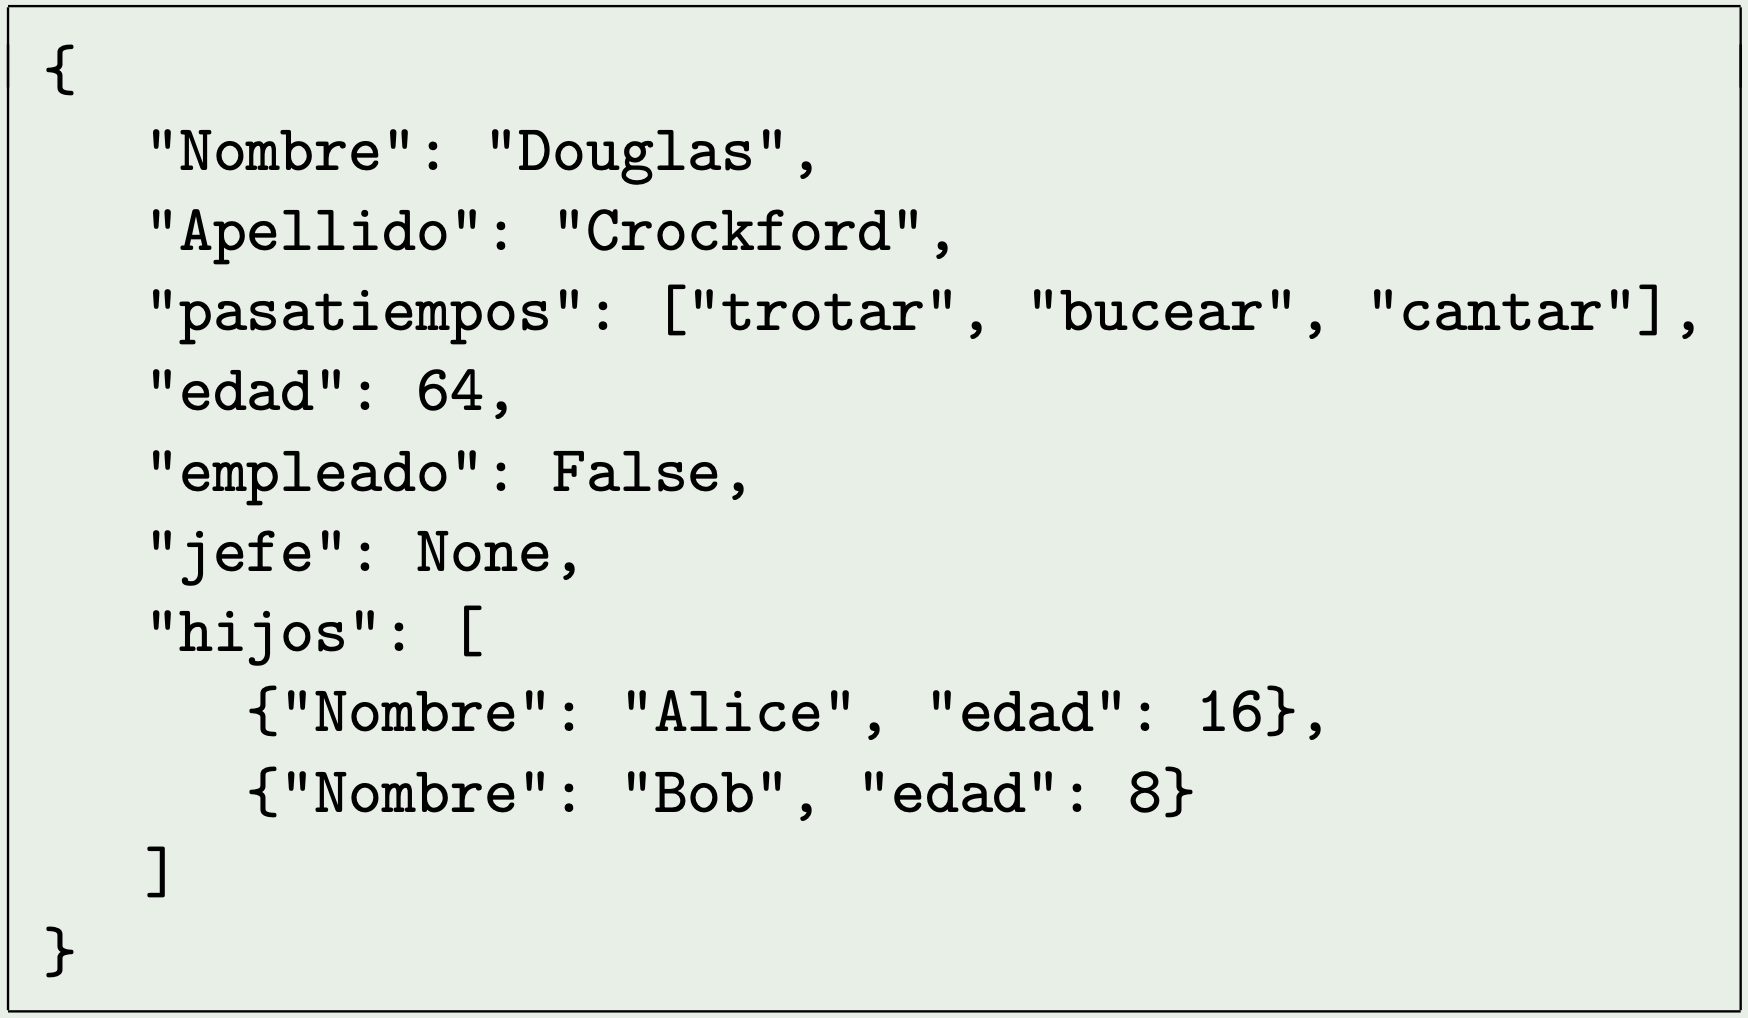 {
"Nombre": "Douglas",
"Apellido": "Crockford",
"pasatiempos": ["trotar", "bucear", "cantar"],
"edad": 64,
"empleado": False,
"jefe": None,
"hijos": [
{"Nombre": "Alice", "edad": 16},
{"Nombre": "Bob", "edad": 8}
]
}